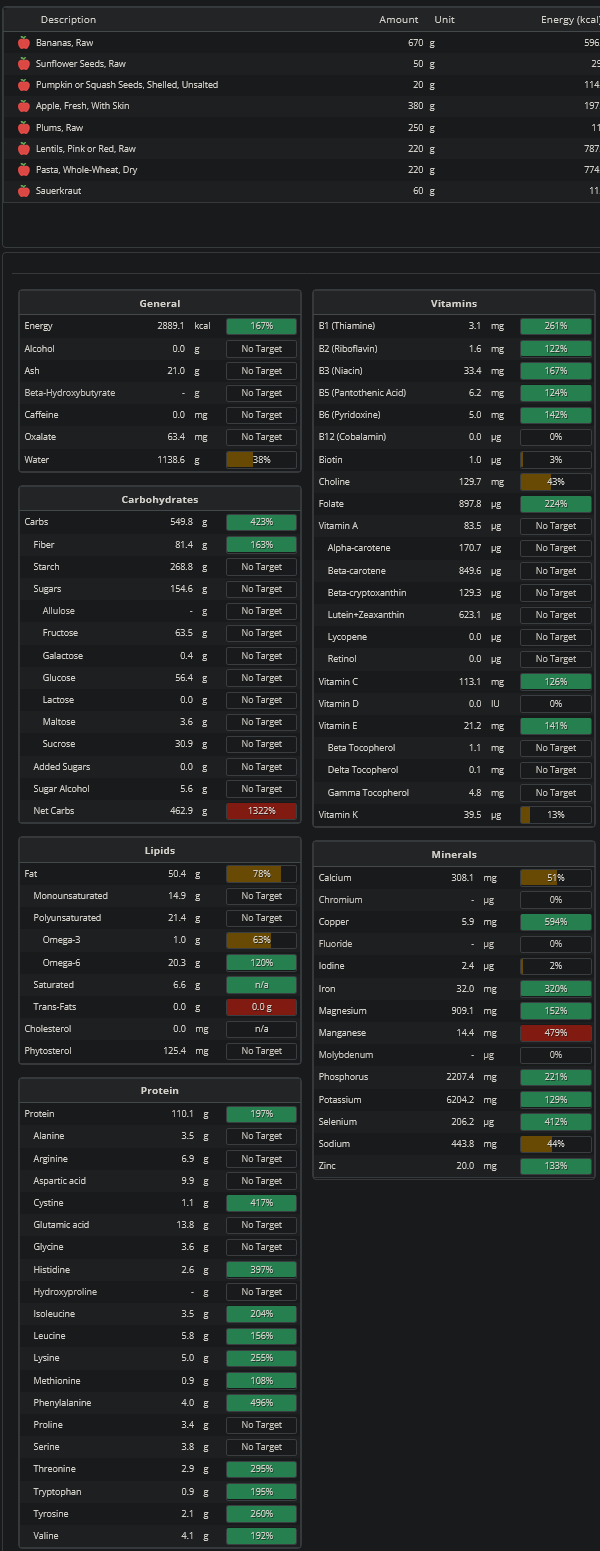 Description Amount Unit Energy (kcal)
Bananas, Raw 670 g 596
Sunflower Seeds, Raw 50 g 29
Pumpkin or Squash Seeds, Shelled, Unsalted 20 g 114
Apple, Fresh, With Skin 380 g 197
Plums, Raw 250 g 11
Lentils, Pink or Red, Raw 220 g 787
Pasta, Whole-Wheat, Dry 220 g 774
Sauerkraut 60 g 11
General
Energy 2889.1 kcal 167%
Alcohol 0.0 g No Target
Ash 21.0 g No Target
Beta-Hydroxybutyrate - g No Target
Caffeine 0.0 mg No Target
Oxalate 63.4 mg No Target
Water 1138.6 g 38%
Carbohydrates
Carbs 549.8 g 423%
Fiber 81.4 g 163%
Starch 268.8 g No Target
Sugars 154.6 g No Target
Allulose - g No Target
Fructose 63.5 g No Target
Galactose 0.4 g No Target
Glucose 56.4 g No Target
Lactose 0.0 g No Target
Maltose 3.6 g No Target
Sucrose 30.9 g No Target
Added Sugars 0.0 g No Target
Sugar Alcohol 5.6 g No Target
Net Carbs 462.9 g 1322%
Lipids
Fat 50.4 g 78%
Monounsaturated 14.9 g No Target
Polyunsaturated 21.4 g No Target
Omega-3 1.0 g 63%
Omega-6 20.3 g 120%
Saturated 6.6 g n/a
Trans-Fats 0.0 g 0.0 g
Cholesterol 0.0 mg n/a
Phytosterol 125.4 mg No Target
Protein
Protein 110.1 g 197%
Alanine 3.5 g No Target
Arginine 6.9 g No Target
Aspartic acid 9.9 g No Target
Cystine 1.1 g 417%
Glutamic acid 13.8 g No Target
Glycine 3.6 g No Target
Histidine 2.6 g 397%
Hydroxyproline - g No Target
Isoleucine 3.5 g 204%
Leucine 5.8 g 156%
Lysine 5.0 g 255%
Methionine 0.9 g 108%
Phenylalanine 4.0 g 496%
Proline 3.4 g No Target
Serine 3.8 g No Target
Threonine 2.9 g 295%
Tryptophan 0.9 g 195%
Tyrosine 2.1 g 260%
Valine 4.1 g 192%
Vitamins
B1 (Thiamine) 3.1 mg 261%
B2 (Riboflavin) 1.6 mg 122%
B3 (Niacin) 33.4 mg 167%
B5 (Pantothenic Acid) 6.2 mg 124%
B6 (Pyridoxine) 5.0 mg 142%
B12 (Cobalamin) 0.0 µg 0%
Biotin 1.0 µg 3%
Choline 129.7 mg 43%
Folate 897.8 µg 224%
Vitamin A 83.5 µg No Target
Alpha-carotene 170.7 µg No Target
Beta-carotene 849.6 µg No Target
Beta-cryptoxanthin 129.3 µg No Target
Lutein+Zeaxanthin 623.1 µg No Target
Lycopene 0.0 µg No Target
Retinol 0.0 µg No Target
Vitamin C 113.1 mg 126%
Vitamin D 0.0 IU 0%
Vitamin E 21.2 mg 141%
Beta Tocopherol 1.1 mg No Target
Delta Tocopherol 0.1 mg No Target
Gamma Tocopherol 4.8 mg No Target
Vitamin K 39.5 µg 13%
Minerals
Calcium 308.1 mg 51%
Chromium - µg 0%
Copper 5.9 mg 594%
Fluoride - µg 0%
Iodine 2.4 µg 2%
Iron 32.0 mg 320%
Magnesium 909.1 mg 152%
Manganese 14.4 mg 479%
Molybdenum - µg 0%
Phosphorus 2207.4 mg 221%
Potassium 6204.2 mg 129%
Selenium 206.2 µg 412%
Sodium 443.8 mg 44%
Zinc 20.0 mg 133%